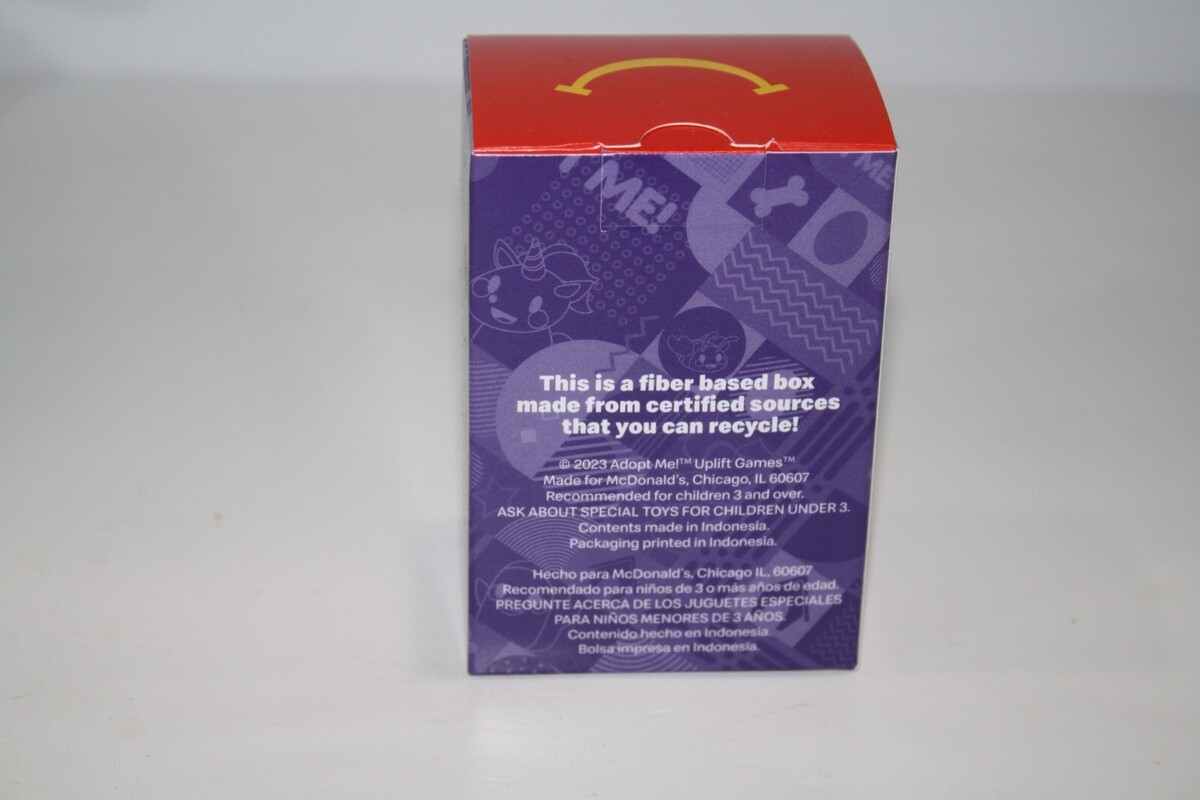 T ME!
T ME
This is a fiber based box
made from certified sources
that you can recycle!
© 2023 Adopt Me!™ Uplift Games™
Made for McDonald's, Chicago, IL 60607
Recommended for children 3 and over.
ASK ABOUT SPECIAL TOYS FOR CHILDREN UNDER 3.
Contents made in Indonesia.
Packaging printed in Indonesia.
Hecho para McDonald's, Chicago IL, 60607
Recomendado para niños de 3 o más años de edad.
PREGUNTE ACERCA DE LOS JUGUETES ESPECIALES
PARA NIÑOS MENORES DE 3 AÑOS.
Contenido hecho en Indonesia.
Bolsa impresa en Indonesia.